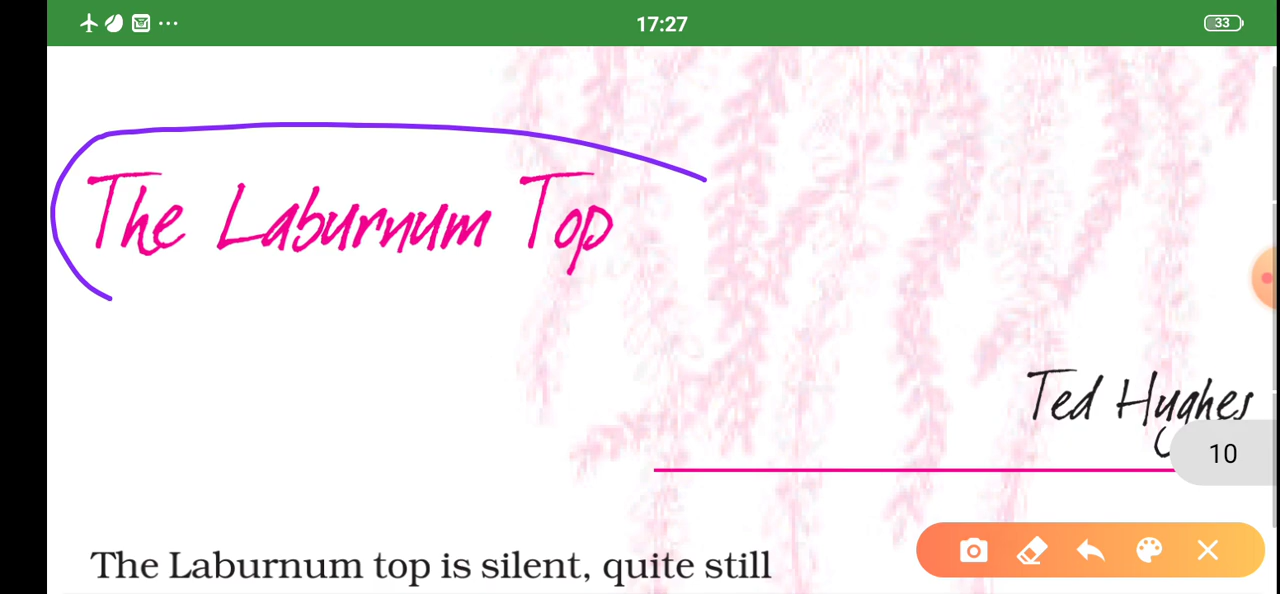 17:27
33
The Laburnum Top
Ted Hughes
10
The Laburnum top is silent, quite still